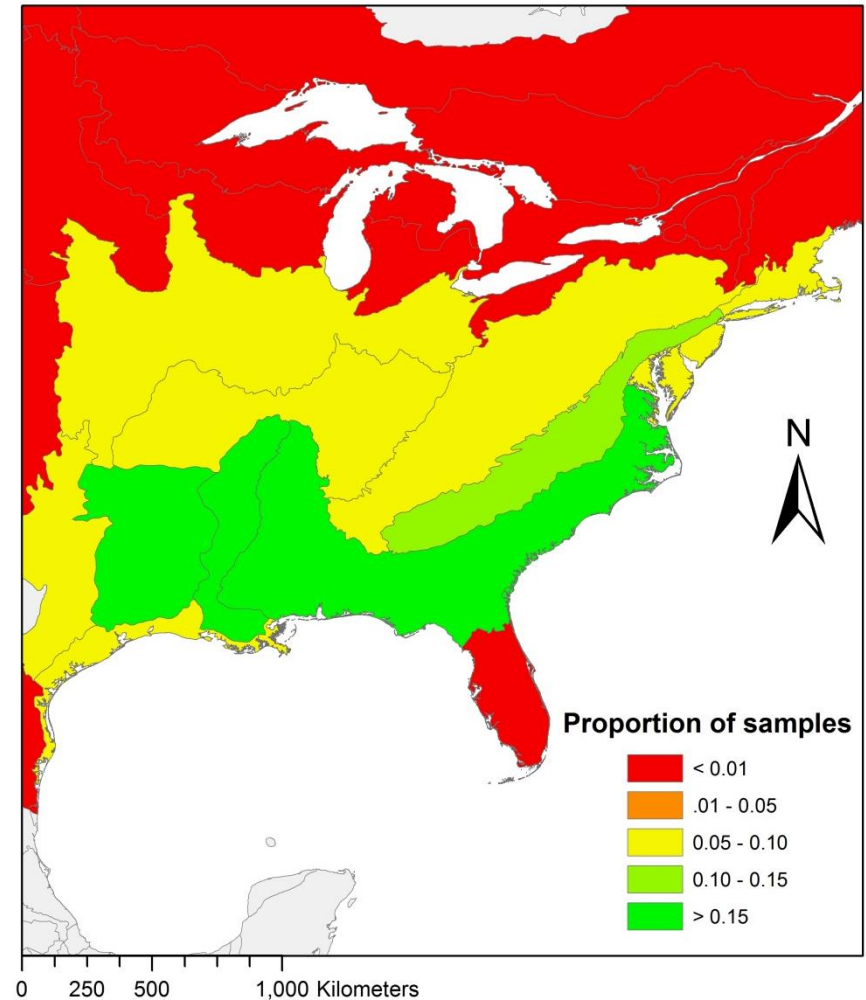 N
Proportion of samples
< 0.01
.01 - 0.05
0.05 - 0.10
0.10 - 0.15
> 0.15
0 250 500 1,000 Kilometers